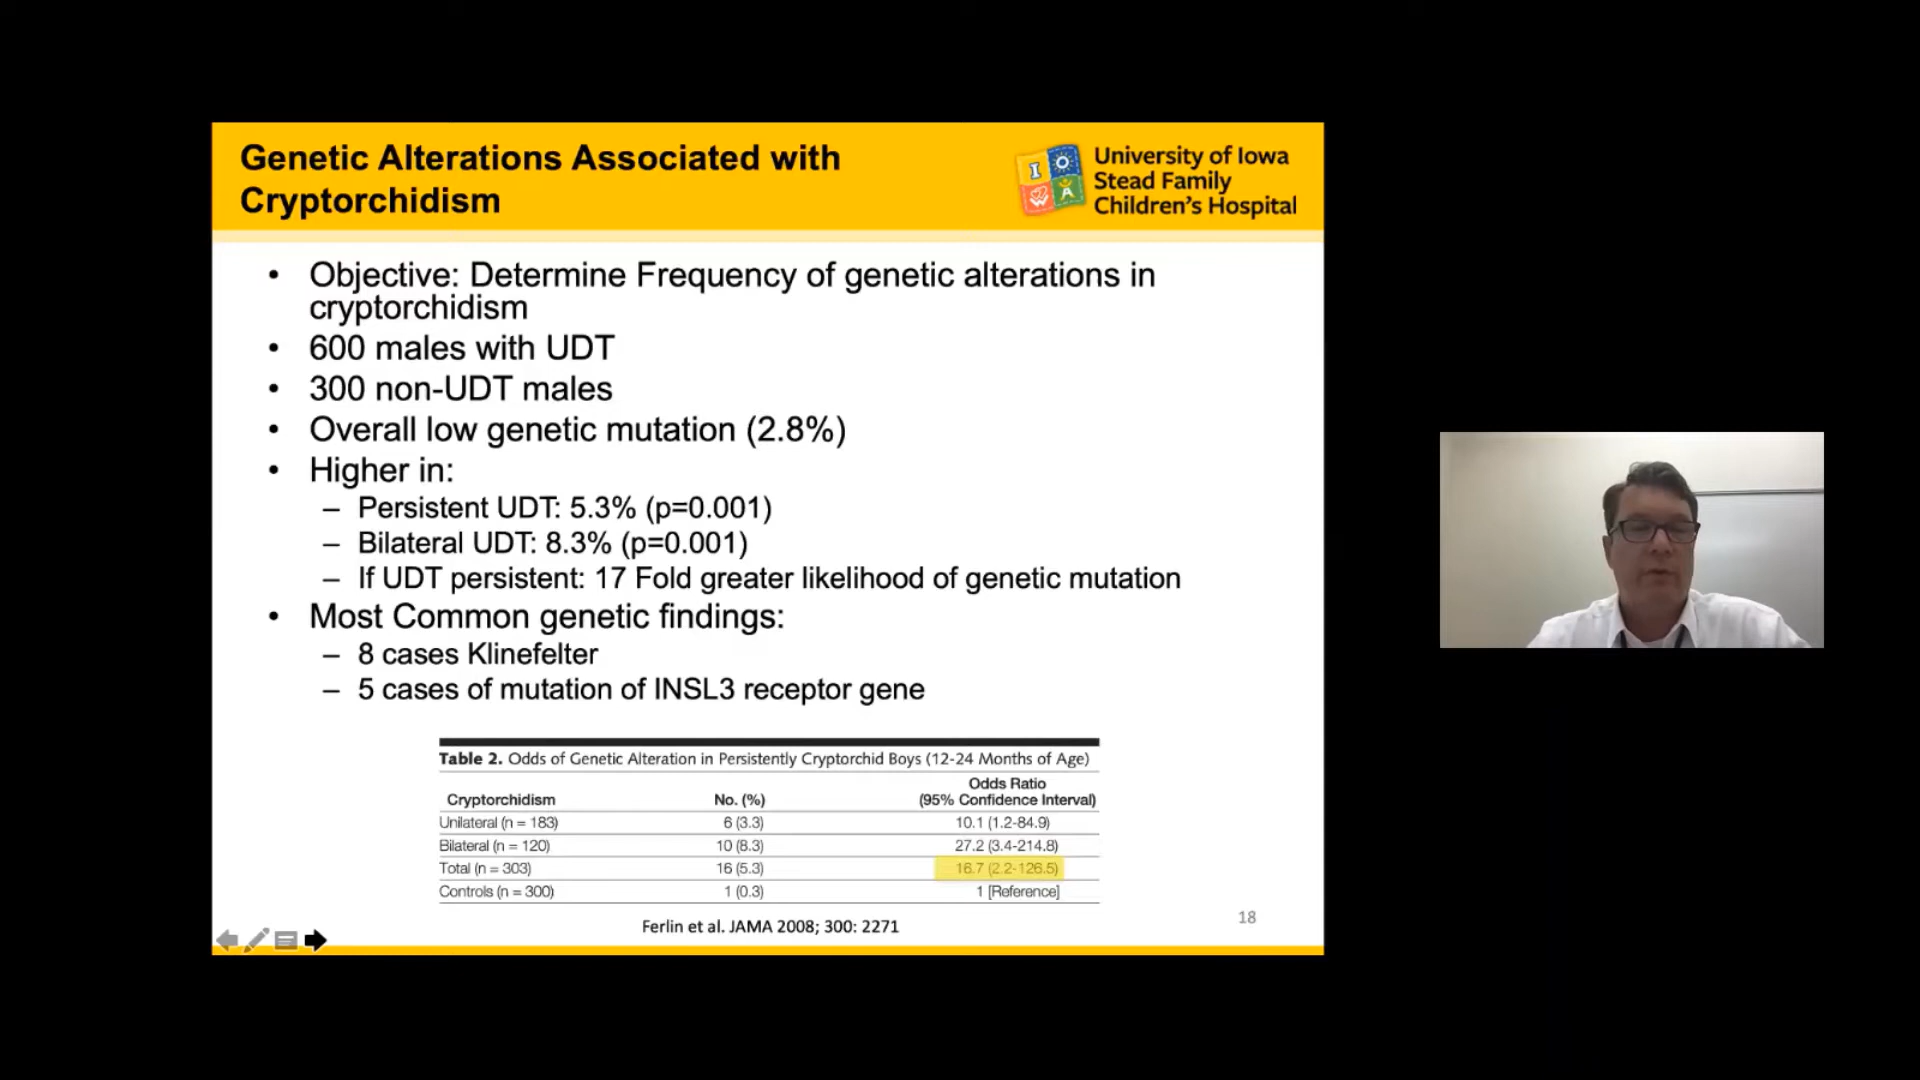 Genetic Alterations Associated with
Cryptorchidism
University of Iowa
Stead Family
Children's Hospital
• Objective: Determine Frequency of genetic alterations in
cryptorchidism
• 600 males with UDT
• 300 non-UDT males
• Overall low genetic mutation (2.8%)
• Higher in:
– Persistent UDT: 5.3% (p=0.001)
– Bilateral UDT: 8.3% (p=0.001)
– If UDT persistent: 17 Fold greater likelihood of genetic mutation
• Most Common genetic findings:
– 8 cases Klinefelter
– 5 cases of mutation of INSL3 receptor gene
Table 2. Odds of Genetic Alteration in Persistently Cryptorchid Boys (12-24 Months of Age)
Odds Ratio
Cryptorchidism No. (%) (95% Confidence Interval)
Unilateral (n = 183) 6 (3.3) 10.1 (1.2-84.9)
Bilateral (n = 120) 10 (8.3) 27.2 (3.4-214.8)
Total (n = 303) 16 (5.3) 16.7 (2.2-126.5)
Controls (n = 300) 1 (0.3) 1 [Reference]
Ferlin et al. JAMA 2008; 300: 2271
18